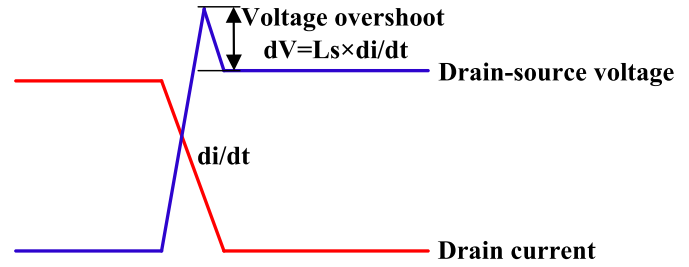 Voltage overshoot
dV=Ls×di/dt
Drain-source voltage
di/dt
Drain current